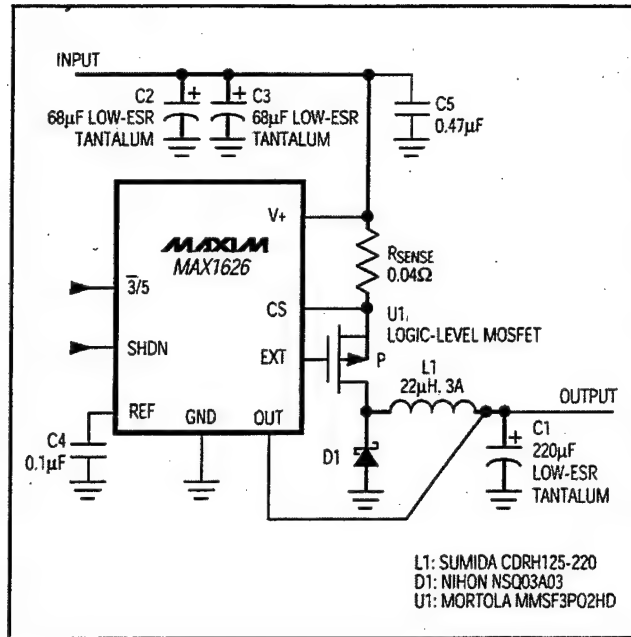 INPUT
C2
68µF LOW-ESR
TANTALUM
+
C3
68µF LOW-ESR
TANTALUM
+
C5
0.47µF
V+
MAXIM
MAX1626
RSENSE
0.04Ω
3/5
CS
U1
LOGIC-LEVEL MOSFET
SHDN
EXT
P
L1
22µH, 3A
OUTPUT
REF
GND
OUT
C4
0.1µF
D1
+
C1
220µF
LOW-ESR
TANTALUM
L1: SUMIDA CDRH125-220
D1: NIHON NSQ03A03
U1: MORTOLA MMSF3PO2HD